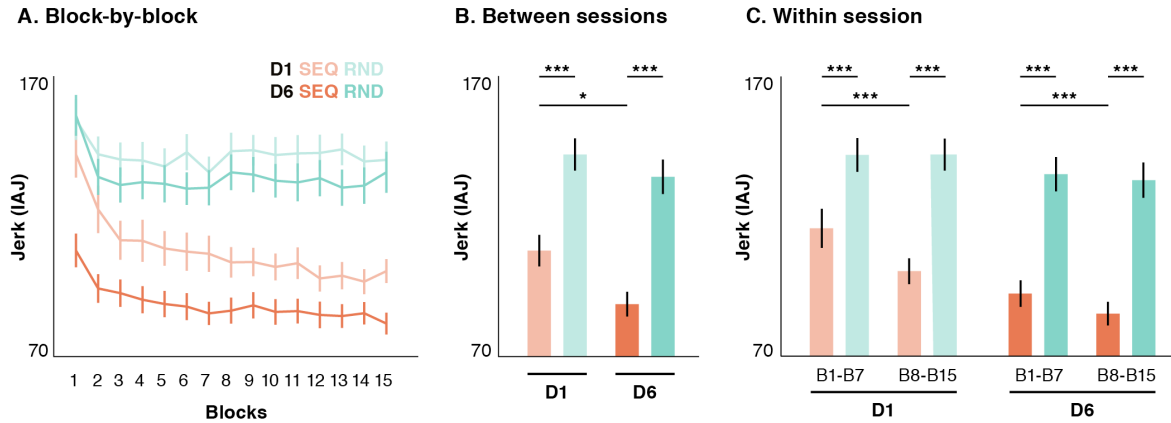 A. Block-by-block
D1 SEQ RND
D6 SEQ RND
170
70
Jerk (IAJ)
1 2 3 4 5 6 7 8 9 10 11 12 13 14 15
Blocks
B. Between sessions
*** ***
*
170
70
Jerk (IAJ)
D1 D6
C. Within session
*** *** *** ***
*** ***
170
70
Jerk (IAJ)
B1-B7 B8-B15 B1-B7 B8-B15
D1 D6